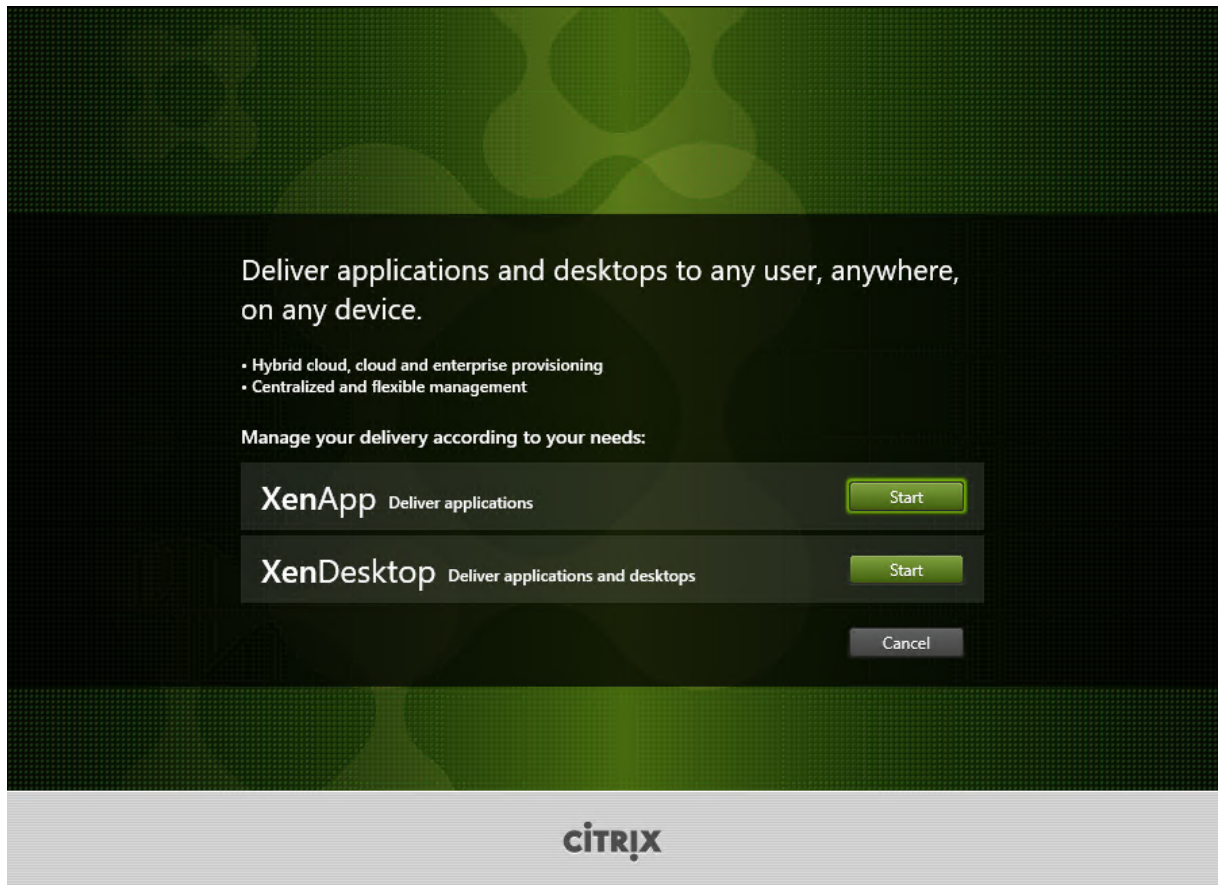 Deliver applications and desktops to any user, anywhere,
on any device.
• Hybrid cloud, cloud and enterprise provisioning
• Centralized and flexible management
Manage your delivery according to your needs:
XenApp Deliver applications Start
XenDesktop Deliver applications and desktops Start
Cancel
CİTRỊX